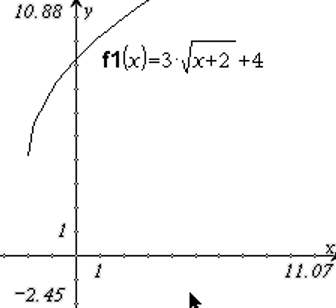 10.88 y
f1(x)=3·√x+2 +4
1
x
1 11.07
-2.45